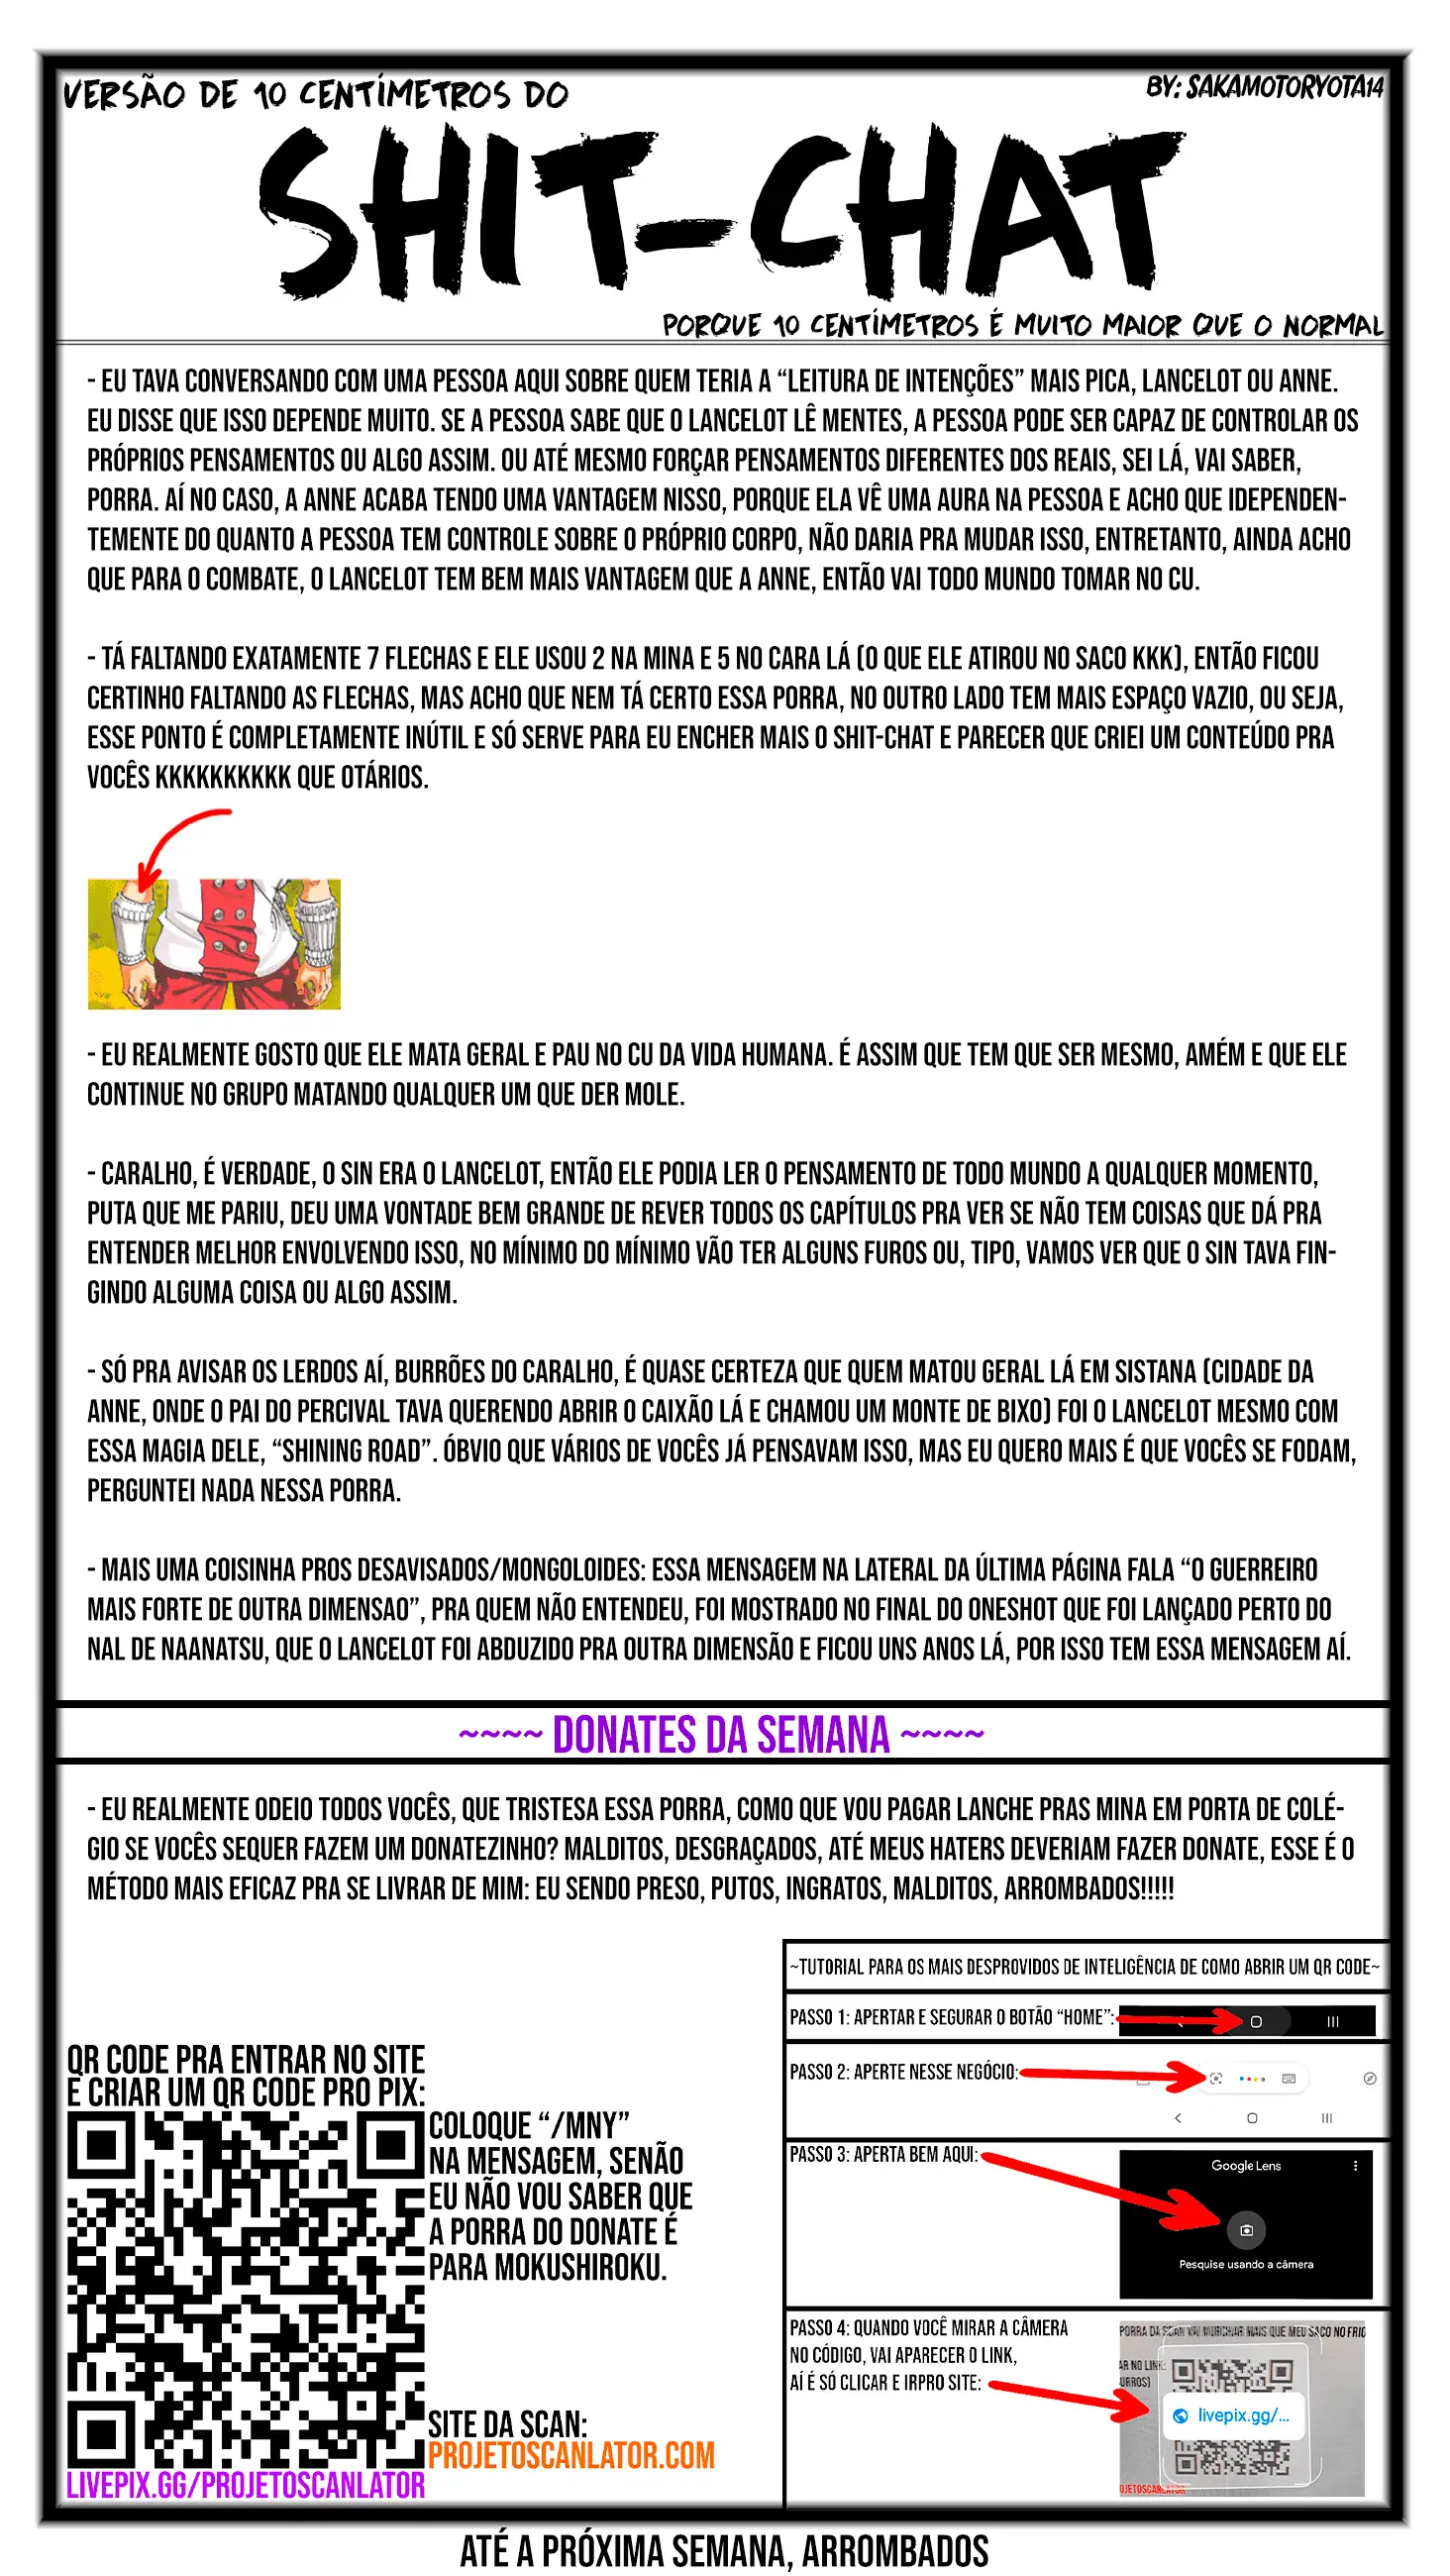 VERSÃO DE 10 CENTÍMETROS DO
BY: SAKAMOTORYOTA14
SHIT-CHAT
PORQUE 10 CENTÍMETROS É MUITO MAIOR QUE O NORMAL
- EU TAVA CONVERSANDO COM UMA PESSOA AQUI SOBRE QUEM TERIA A “LEITURA DE INTENÇÕES” MAIS PICA, LANCELOT OU ANNE.
EU DISSE QUE ISSO DEPENDE MUITO. SE A PESSOA SABE QUE O LANCELOT LÊ MENTES, A PESSOA PODE SER CAPAZ DE CONTROLAR OS
PRÓPRIOS PENSAMENTOS OU ALGO ASSIM. OU ATÉ MESMO FORÇAR PENSAMENTOS DIFERENTES DOS REAIS, SEI LÁ, VAI SABER,
PORRA. AÍ NO CASO, A ANNE ACABA TENDO UMA VANTAGEM NISSO, PORQUE ELA VÊ UMA AURA NA PESSOA E ACHO QUE IDEPENDEN-
TEMENTE DO QUANTO A PESSOA TEM CONTROLE SOBRE O PRÓPRIO CORPO, NÃO DARIA PRA MUDAR ISSO, ENTRETANTO, AINDA ACHO
QUE PARA O COMBATE, O LANCELOT TEM BEM MAIS VANTAGEM QUE A ANNE, ENTÃO VAI TODO MUNDO TOMAR NO CU.
- TÁ FALTANDO EXATAMENTE 7 FLECHAS E ELE USOU 2 NA MINA E 5 NO CARA LÁ (O QUE ELE ATIROU NO SACO KKK), ENTÃO FICOU
CERTINHO FALTANDO AS FLECHAS, MAS ACHO QUE NEM TÁ CERTO ESSA PORRA, NO OUTRO LADO TEM MAIS ESPAÇO VAZIO, OU SEJA,
ESSE PONTO É COMPLETAMENTE INÚTIL E SÓ SERVE PARA EU ENCHER MAIS O SHIT-CHAT E PARECER QUE CRIEI UM CONTEÚDO PRA
VOCÊS KKKKKKKKKK QUE OTÁRIOS.
- EU REALMENTE GOSTO QUE ELE MATA GERAL E PAU NO CU DA VIDA HUMANA. É ASSIM QUE TEM QUE SER MESMO, AMÉM E QUE ELE
CONTINUE NO GRUPO MATANDO QUALQUER UM QUE DER MOLE.
- CARALHO, É VERDADE, O SIN ERA O LANCELOT, ENTÃO ELE PODIA LER O PENSAMENTO DE TODO MUNDO A QUALQUER MOMENTO,
PUTA QUE ME PARIU, DEU UMA VONTADE BEM GRANDE DE REVER TODOS OS CAPÍTULOS PRA VER SE NÃO TEM COISAS QUE DÁ PRA
ENTENDER MELHOR ENVOLVENDO ISSO, NO MÍNIMO DO MÍNIMO VÃO TER ALGUNS FUROS OU, TIPO, VAMOS VER QUE O SIN TAVA FIN-
GINDO ALGUMA COISA OU ALGO ASSIM.
- SÓ PRA AVISAR OS LERDOS AÍ, BURRÕES DO CARALHO, É QUASE CERTEZA QUE QUEM MATOU GERAL LÁ EM SISTANA (CIDADE DA
ANNE, ONDE O PAI DO PERCIVAL TAVA QUERENDO ABRIR O CAIXÃO LÁ E CHAMOU UM MONTE DE BIXO) FOI O LANCELOT MESMO COM
ESSA MAGIA DELE, “SHINING ROAD”. ÓBVIO QUE VÁRIOS DE VOCÊS JÁ PENSAVAM ISSO, MAS EU QUERO MAIS É QUE VOCÊS SE FODAM,
PERGUNTEI NADA NESSA PORRA.
- MAIS UMA COISINHA PROS DESAVISADOS/MONGOLOIDES: ESSA MENSAGEM NA LATERAL DA ÚLTIMA PÁGINA FALA “O GUERREIRO
MAIS FORTE DE OUTRA DIMENSAO”, PRA QUEM NÃO ENTENDEU, FOI MOSTRADO NO FINAL DO ONESHOT QUE FOI LANÇADO PERTO DO
NAL DE NAANATSU, QUE O LANCELOT FOI ABDUZIDO PRA OUTRA DIMENSÃO E FICOU UNS ANOS LÁ, POR ISSO TEM ESSA MENSAGEM AÍ.
~~~~ DONATES DA SEMANA ~~~~
- EU REALMENTE ODEIO TODOS VOCÊS, QUE TRISTESA ESSA PORRA, COMO QUE VOU PAGAR LANCHE PRAS MINA EM PORTA DE COLÉ-
GIO SE VOCÊS SEQUER FAZEM UM DONATEZINHO? MALDITOS, DESGRAÇADOS, ATÉ MEUS HATERS DEVERIAM FAZER DONATE, ESSE É O
MÉTODO MAIS EFICAZ PRA SE LIVRAR DE MIM: EU SENDO PRESO, PUTOS, INGRATOS, MALDITOS, ARROMBADOS!!!!!
QR CODE PRA ENTRAR NO SITE
E CRIAR UM QR CODE PRO PIX:
COLOQUE “/MNY”
NA MENSAGEM, SENÃO
EU NÃO VOU SABER QUE
A PORRA DO DONATE É
PARA MOKUSHIROKU.
SITE DA SCAN:
PROJETOSCANLATOR.COM
LIVEPIX.GG/PROJETOSCANLATOR
~TUTORIAL PARA OS MAIS DESPROVIDOS DE INTELIGÊNCIA DE COMO ABRIR UM QR CODE~
PASSO 1: APERTAR E SEGURAR O BOTÃO “HOME”:
PASSO 2: APERTE NESSE NEGÓCIO:
PASSO 3: APERTA BEM AQUI:
Google Lens
Pesquise usando a câmera
PASSO 4: QUANDO VOCÊ MIRAR A CÂMERA
NO CÓDIGO, VAI APARECER O LINK,
AÍ É SÓ CLICAR E IRPRO SITE:
PORRA DA SCAN VAI MURCHAR MAIS QUE MEU SACO NO FRIO
AR NO LINK:
URROS)
livepix.gg/...
OJETOSCANLATOR
ATÉ A PRÓXIMA SEMANA, ARROMBADOS